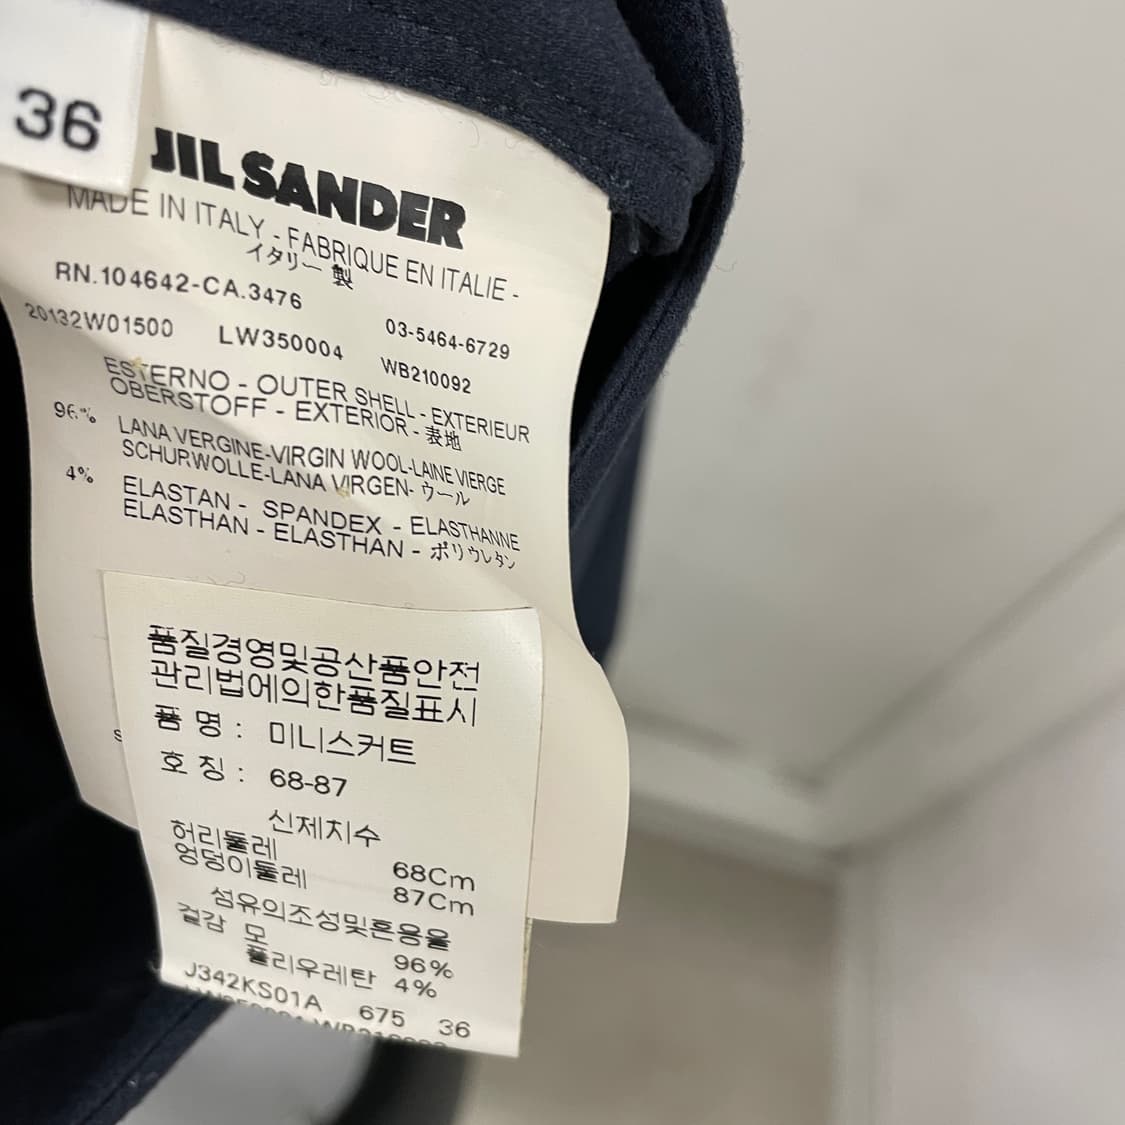 36
JIL SANDER
MADE IN ITALY - FABRIQUE EN ITALIE -
イタリー製
RN.104642-CA.3476
20132W01500 LW350004 03-5464-6729
WB210092
ESTERNO - OUTER SHELL - EXTERIEUR
OBERSTOFF - EXTERIOR - 表地
96% LANA VERGINE-VIRGIN WOOL-LAINE VIERGE
SCHURWOLLE-LANA VIRGEN- ウール
4% ELASTAN - SPANDEX - ELASTHANNE
ELASTHAN - ELASTHAN - ポリウレタン
품질경영및공산품안전
관리법에의한품질표시
품 명 : 미니스커트
호 칭 : 68-87
신제치수
허리둘레 68Cm
엉덩이둘레 87Cm
섬유의조성및혼용율
겉감 모 96%
폴리우레탄 4%
J342KS01A 675 36